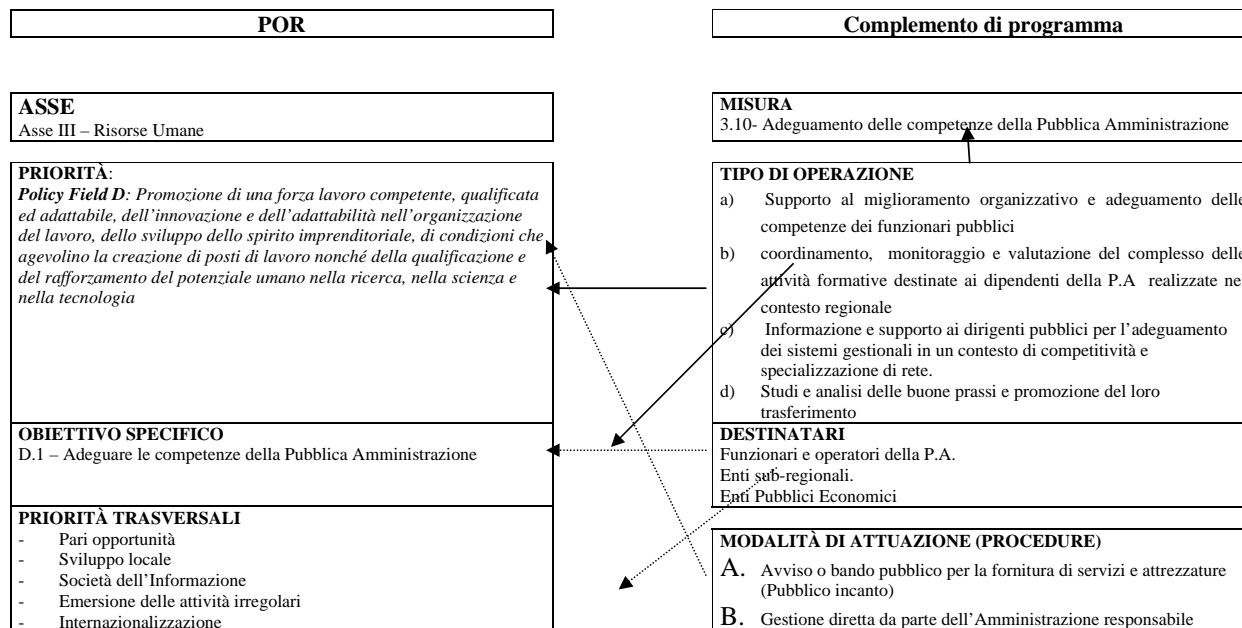 POR
ASSE
Asse III – Risorse Umane
PRIORITÀ:
Policy Field D: Promozione di una forza lavoro competente, qualificata
ed adattabile, dell'innovazione e dell'adattabilità nell'organizzazione
del lavoro, dello sviluppo dello spirito imprenditoriale, di condizioni che
agevolino la creazione di posti di lavoro nonché della qualificazione e
del rafforzamento del potenziale umano nella ricerca, nella scienza e
nella tecnologia
OBIETTIVO SPECIFICO
D.1 – Adeguare le competenze della Pubblica Amministrazione
PRIORITÀ TRASVERSALI
- Pari opportunità
- Sviluppo locale
- Società dell'Informazione
- Emersione delle attività irregolari
- Internazionalizzazione
Complemento di programma
MISURA
3.10- Adeguamento delle competenze della Pubblica Amministrazione
TIPO DI OPERAZIONE
a) Supporto al miglioramento organizzativo e adeguamento delle
competenze dei funzionari pubblici
b) coordinamento, monitoraggio e valutazione del complesso delle
attività formative destinate ai dipendenti della P.A realizzate ne
contesto regionale
c) Informazione e supporto ai dirigenti pubblici per l'adeguamento
dei sistemi gestionali in un contesto di competitività e
specializzazione di rete.
d) Studi e analisi delle buone prassi e promozione del loro
trasferimento
DESTINATARI
Funzionari e operatori della P.A.
Enti sub-regionali.
Enti Pubblici Economici
MODALITÀ DI ATTUAZIONE (PROCEDURE)
A. Avviso o bando pubblico per la fornitura di servizi e attrezzature
(Pubblico incanto)
B. Gestione diretta da parte dell'Amministrazione responsabile